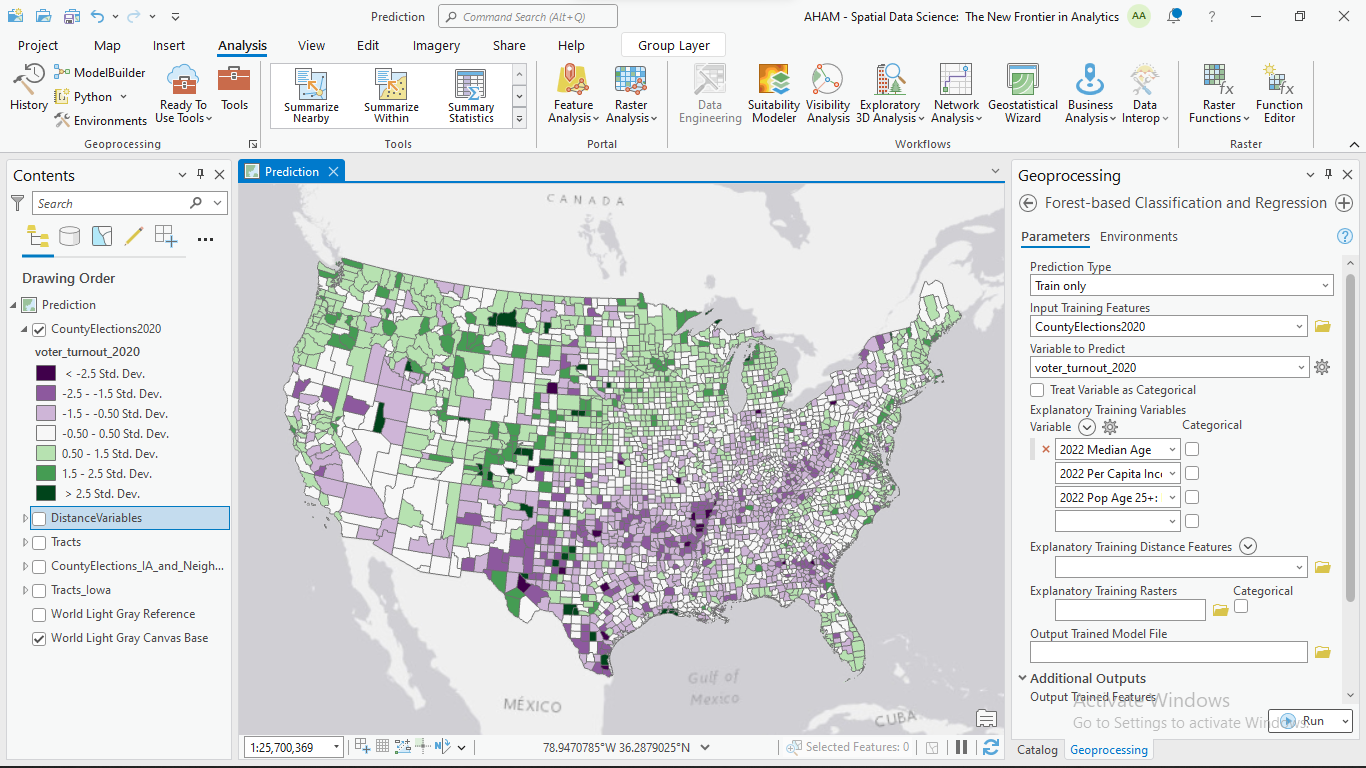 Prediction
Command Search (Alt+Q)
AHAM - Spatial Data Science: The New Frontier in Analytics
AA
?
Project
Map
Insert
Analysis
View
Edit
Imagery
Share
Help
Group Layer
History
ModelBuilder
Python
Environments
Ready To
Use Tools
Tools
Geoprocessing
Summarize
Nearby
Summarize
Within
Summary
Statistics
Tools
Feature
Analysis
Raster
Analysis
Portal
Data
Engineering
Suitability
Modeler
Visibility
Analysis
Exploratory
3D Analysis
Network
Analysis
Geostatistical
Wizard
Business
Analysis
Data
Interop
Workflows
Raster
Functions
Function
Editor
Raster
Contents
Search
Drawing Order
Prediction
CountyElections2020
voter_turnout_2020
< -2.5 Std. Dev.
-2.5 - -1.5 Std. Dev.
-1.5 - -0.50 Std. Dev.
-0.50 - 0.50 Std. Dev.
0.50 - 1.5 Std. Dev.
1.5 - 2.5 Std. Dev.
> 2.5 Std. Dev.
DistanceVariables
Tracts
CountyElections_IA_and_Neigh...
Tracts_Iowa
World Light Gray Reference
World Light Gray Canvas Base
Prediction
CANADA
Gulf of
Mexico
MÉXICO
CUBA
1:25,700,369
78.9470785°W 36.2879025°N
Selected Features: 0
Geoprocessing
Forest-based Classification and Regression
Parameters
Environments
?
Prediction Type
Train only
Input Training Features
CountyElections2020
Variable to Predict
voter_turnout_2020
Treat Variable as Categorical
Explanatory Training Variables
Variable
Categorical
2022 Median Age
2022 Per Capita Inc
2022 Pop Age 25+:
Explanatory Training Distance Features
Explanatory Training Rasters
Categorical
Output Trained Model File
Additional Outputs
Output Trained Features
Activate Windows
Go to Settings to activate Windows.
Run
Catalog
Geoprocessing